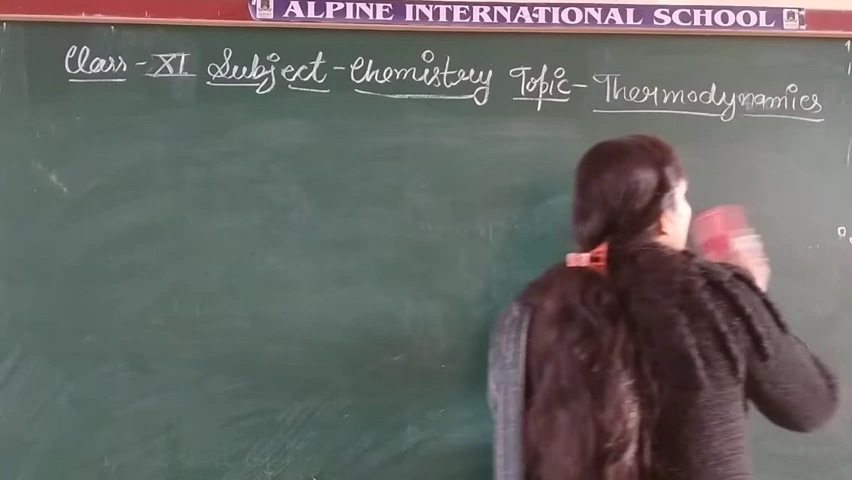 ALPINE INTERNATIONAL SCHOOL
Class - XI Subject - Chemistry Topic - Thermodynamics